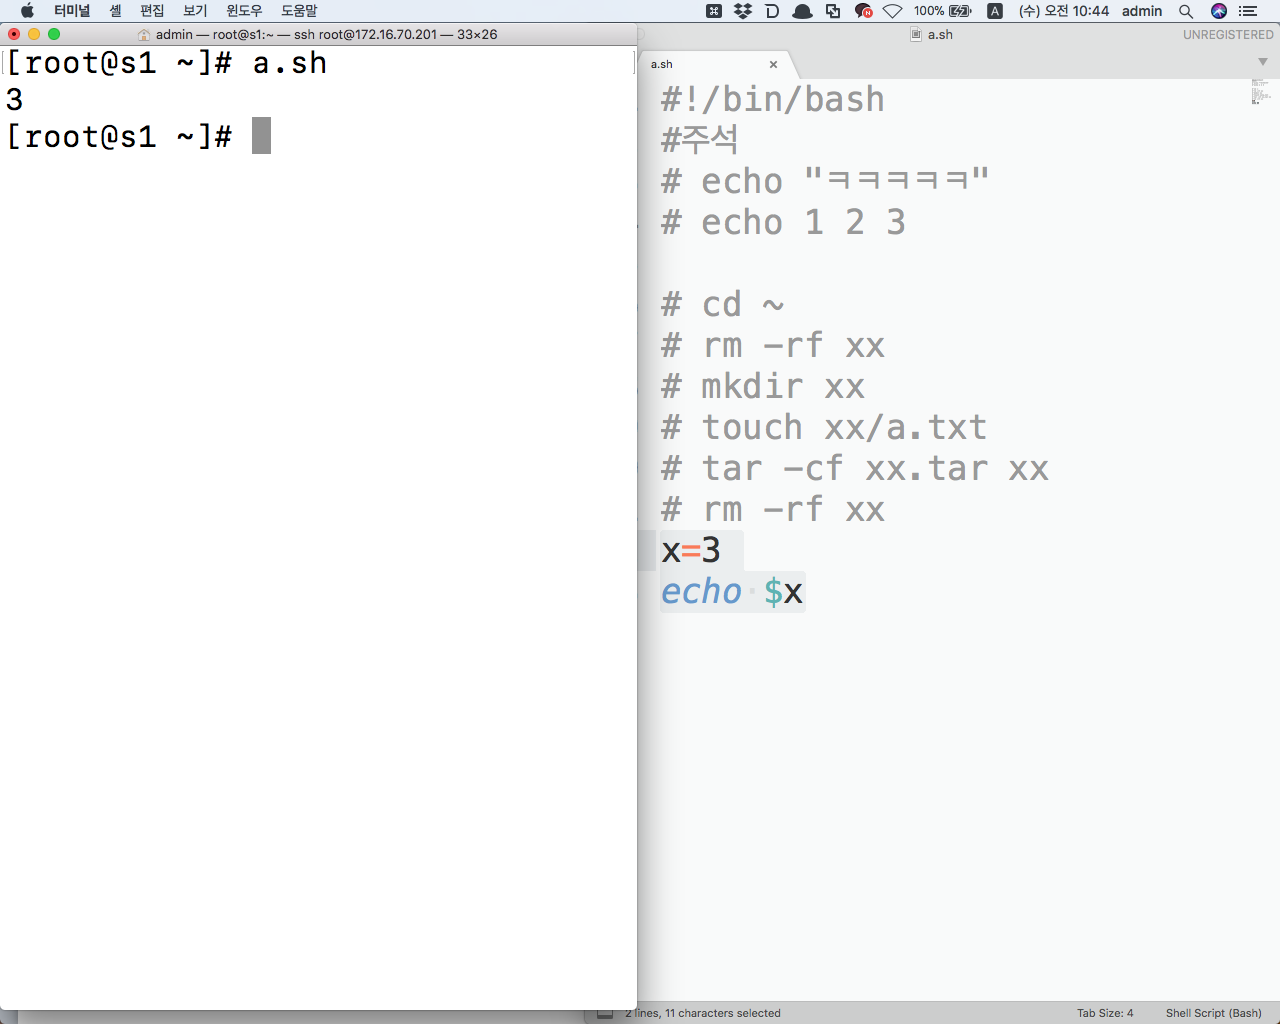 터미널 셸 편집 보기 윈도우 도움말 100% A (수) 오전 10:44 admin
admin — root@s1:~ — ssh root@172.16.70.201 — 33×26
[root@s1 ~]# a.sh
3
[root@s1 ~]#
a.sh UNREGISTERED
a.sh ×
#!/bin/bash
#주석
# echo "ㅋㅋㅋㅋㅋ"
# echo 1 2 3
# cd ~
# rm -rf xx
# mkdir xx
# touch xx/a.txt
# tar -cf xx.tar xx
# rm -rf xx
x=3
echo $x
2 lines, 11 characters selected Tab Size: 4 Shell Script (Bash)